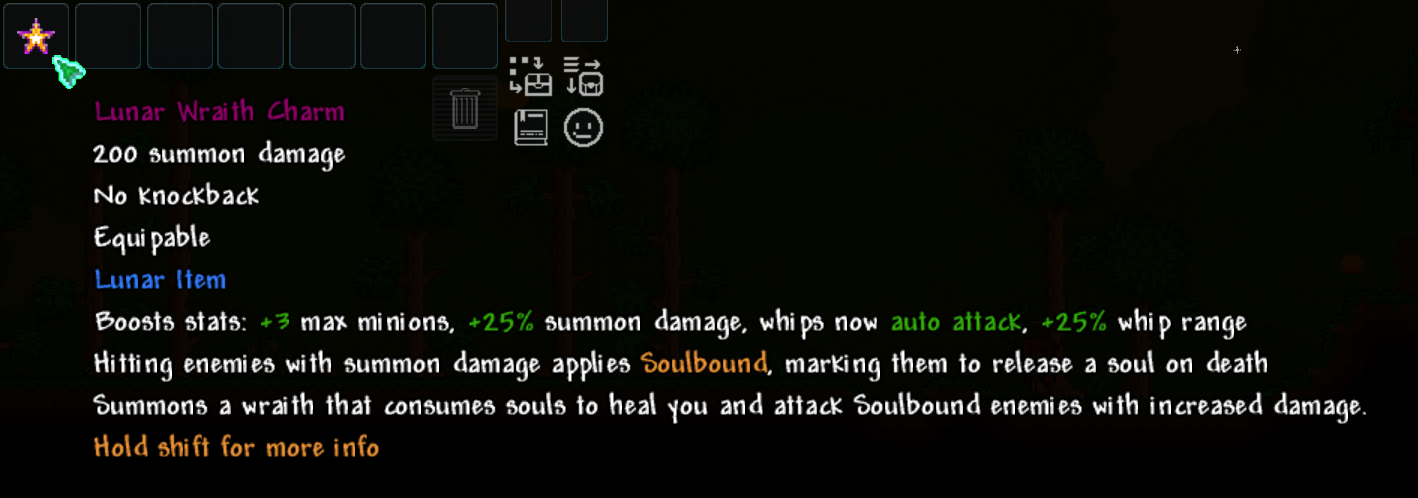 Lunar Wraith Charm
200 summon damage
No knockback
Equipable
Lunar Item
Boosts stats: +3 max minions, +25% summon damage, whips now auto attack, +25% whip range
Hitting enemies with summon damage applies Soulbound, marking them to release a soul on death
Summons a wraith that consumes souls to heal you and attack Soulbound enemies with increased damage.
Hold shift for more info